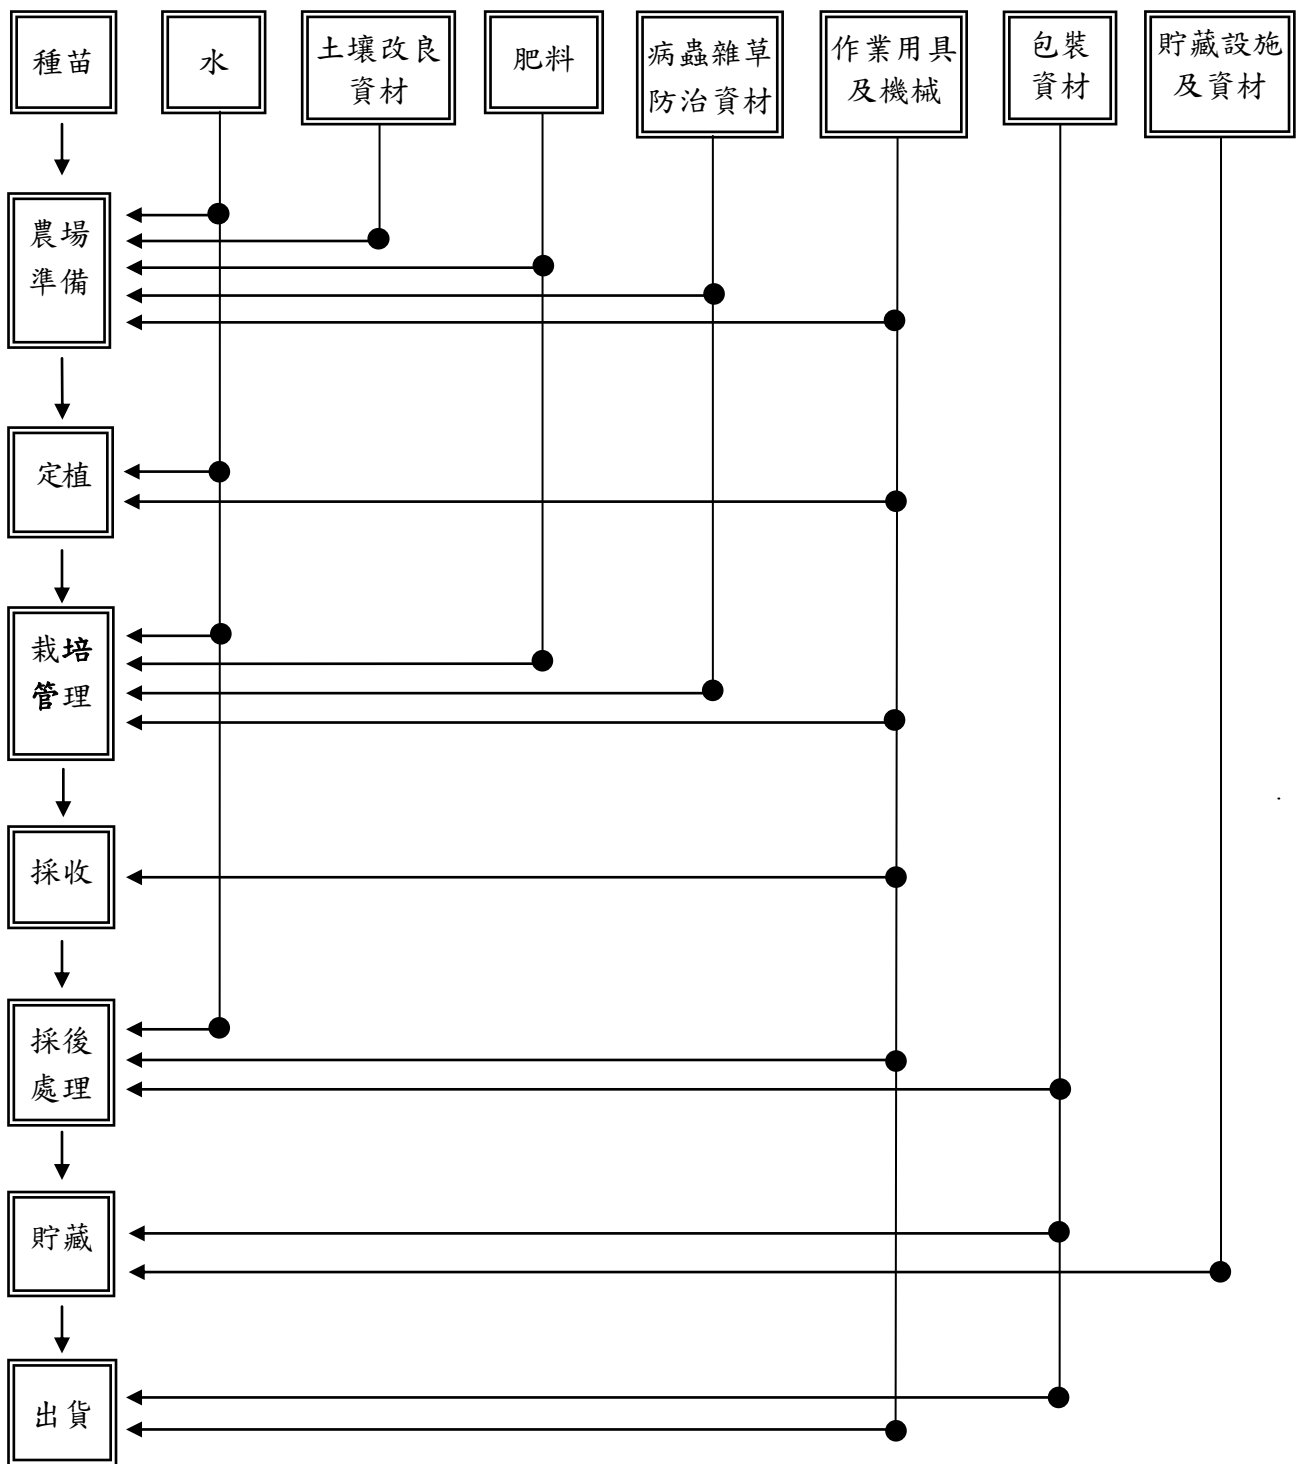 種苗
水
土壤改良
資材
肥料
病蟲雜草
防治資材
作業用具
及機械
包裝
資材
貯藏設施
及資材
農場
準備
定植
栽培
管理
採收
採後
處理
貯藏
出貨